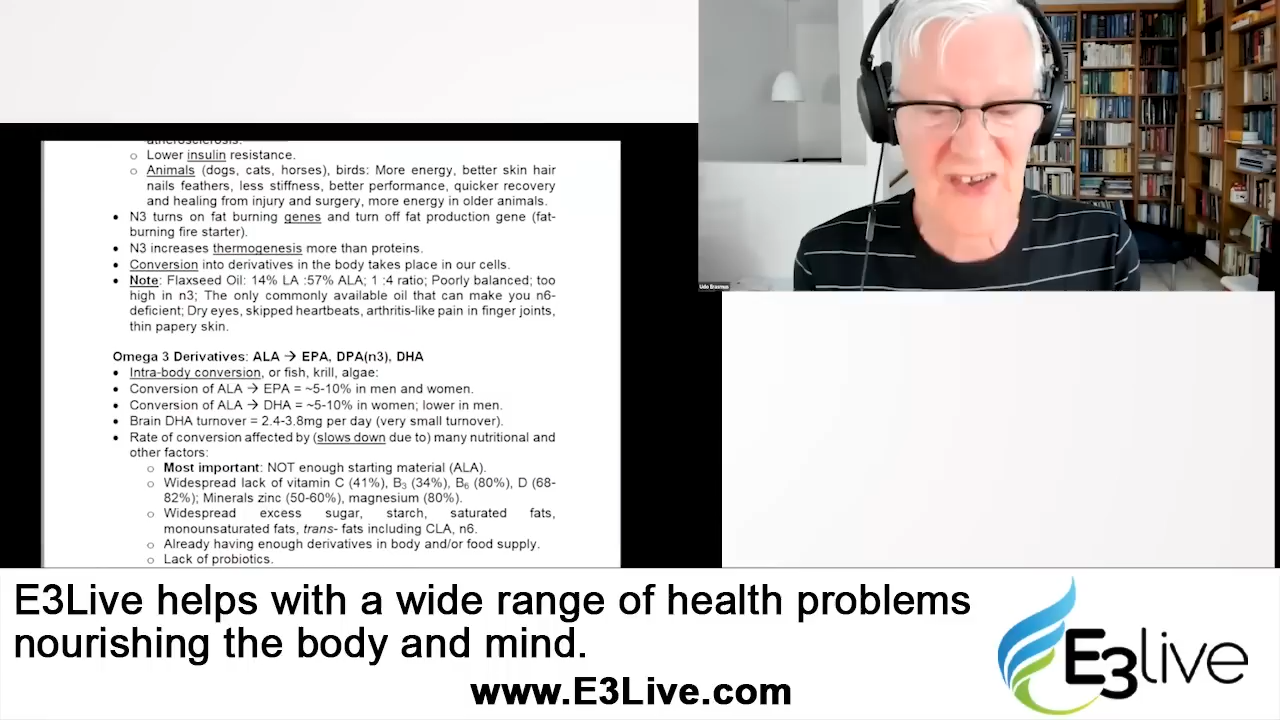 atherosclerosis.
o Lower insulin resistance.
o Animals (dogs, cats, horses), birds: More energy, better skin hair
nails feathers, less stiffness, better performance, quicker recovery
and healing from injury and surgery, more energy in older animals.
• N3 turns on fat burning genes and turn off fat production gene (fat-
burning fire starter).
• N3 increases thermogenesis more than proteins.
• Conversion into derivatives in the body takes place in our cells.
• Note: Flaxseed Oil: 14% LA :57% ALA; 1 :4 ratio; Poorly balanced; too
high in n3; The only commonly available oil that can make you n6-
deficient; Dry eyes, skipped heartbeats, arthritis-like pain in finger joints,
thin papery skin.
Omega 3 Derivatives: ALA → EPA, DPA(n3), DHA
• Intra-body conversion, or fish, krill, algae:
• Conversion of ALA → EPA = ~5-10% in men and women.
• Conversion of ALA → DHA = ~5-10% in women; lower in men.
• Brain DHA turnover = 2.4-3.8mg per day (very small turnover).
• Rate of conversion affected by (slows down due to) many nutritional and
other factors:
o Most important: NOT enough starting material (ALA).
o Widespread lack of vitamin C (41%), B₃ (34%), B₆ (80%), D (68-
82%); Minerals zinc (50-60%), magnesium (80%).
o Widespread excess sugar, starch, saturated fats,
monounsaturated fats, trans- fats including CLA, n6.
o Already having enough derivatives in body and/or food supply.
o Lack of probiotics.
Udo Erasmus
E3Live helps with a wide range of health problems
nourishing the body and mind.
www.E3Live.com
E3live